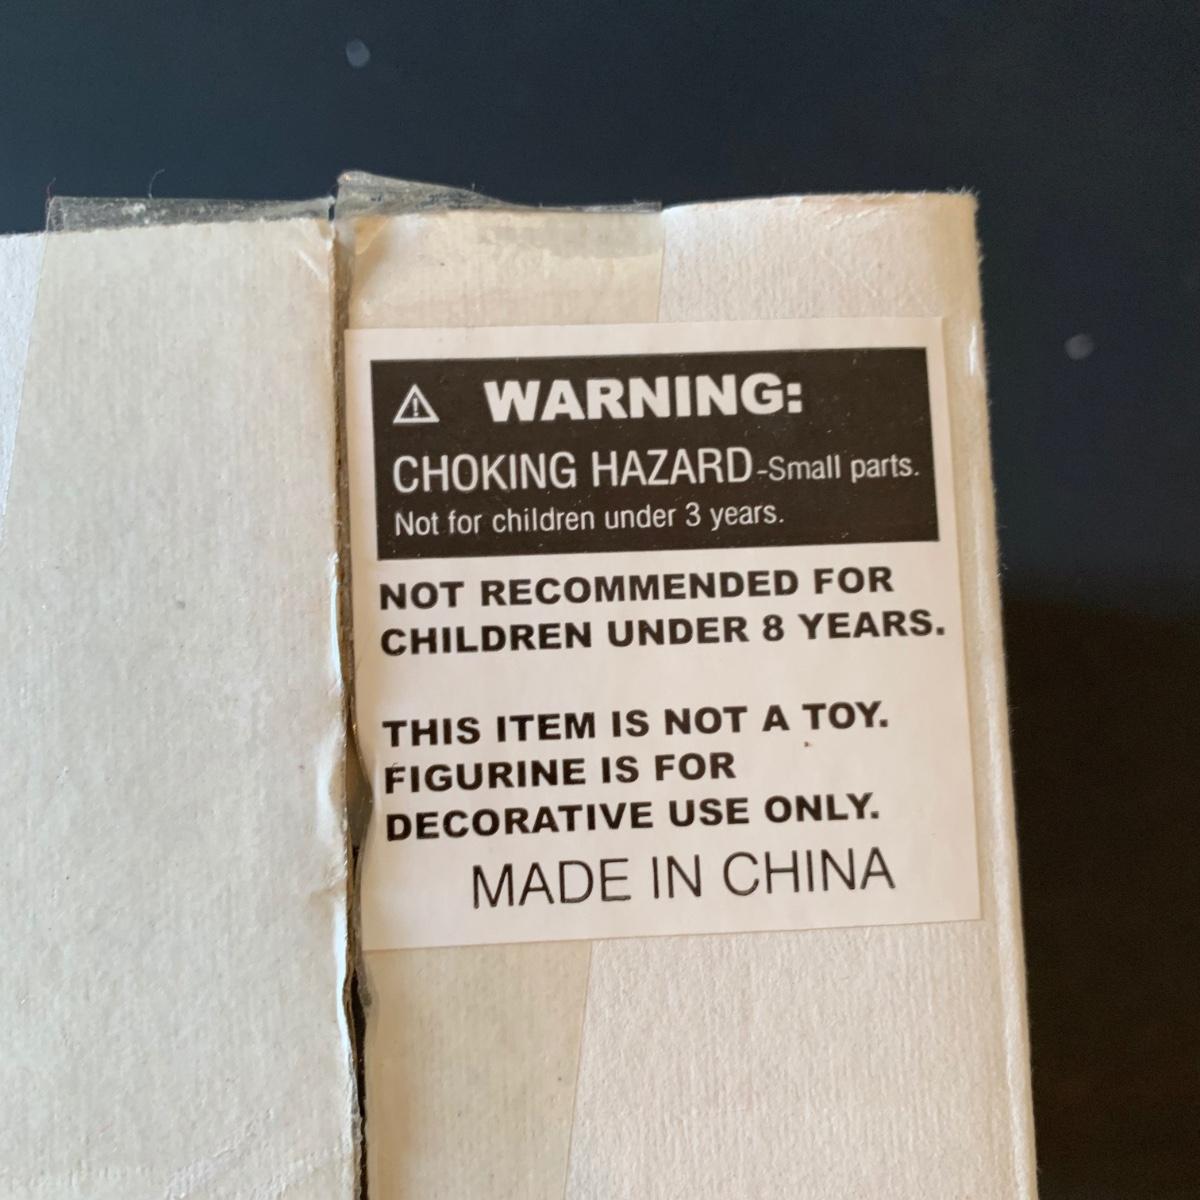 WARNING:
CHOKING HAZARD-Small parts.
Not for children under 3 years.
NOT RECOMMENDED FOR
CHILDREN UNDER 8 YEARS.
THIS ITEM IS NOT A TOY.
FIGURINE IS FOR
DECORATIVE USE ONLY.
MADE IN CHINA